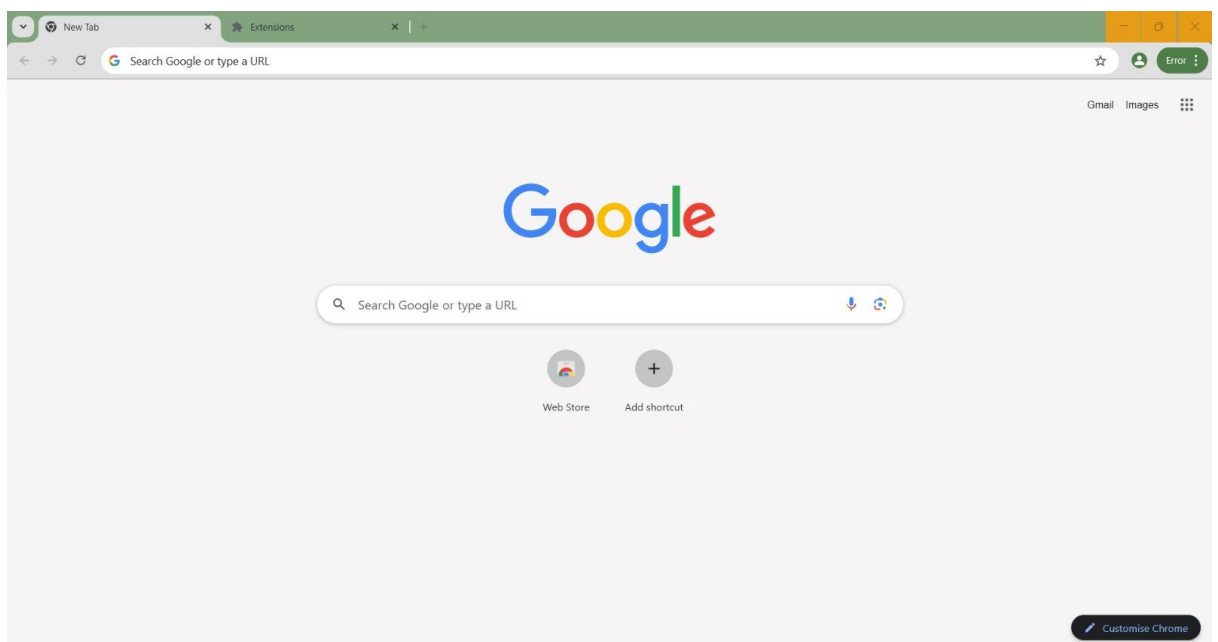 New Tab Extensions
Search Google or type a URL Error
Gmail Images
Google
Search Google or type a URL
Web Store Add shortcut
Customise Chrome